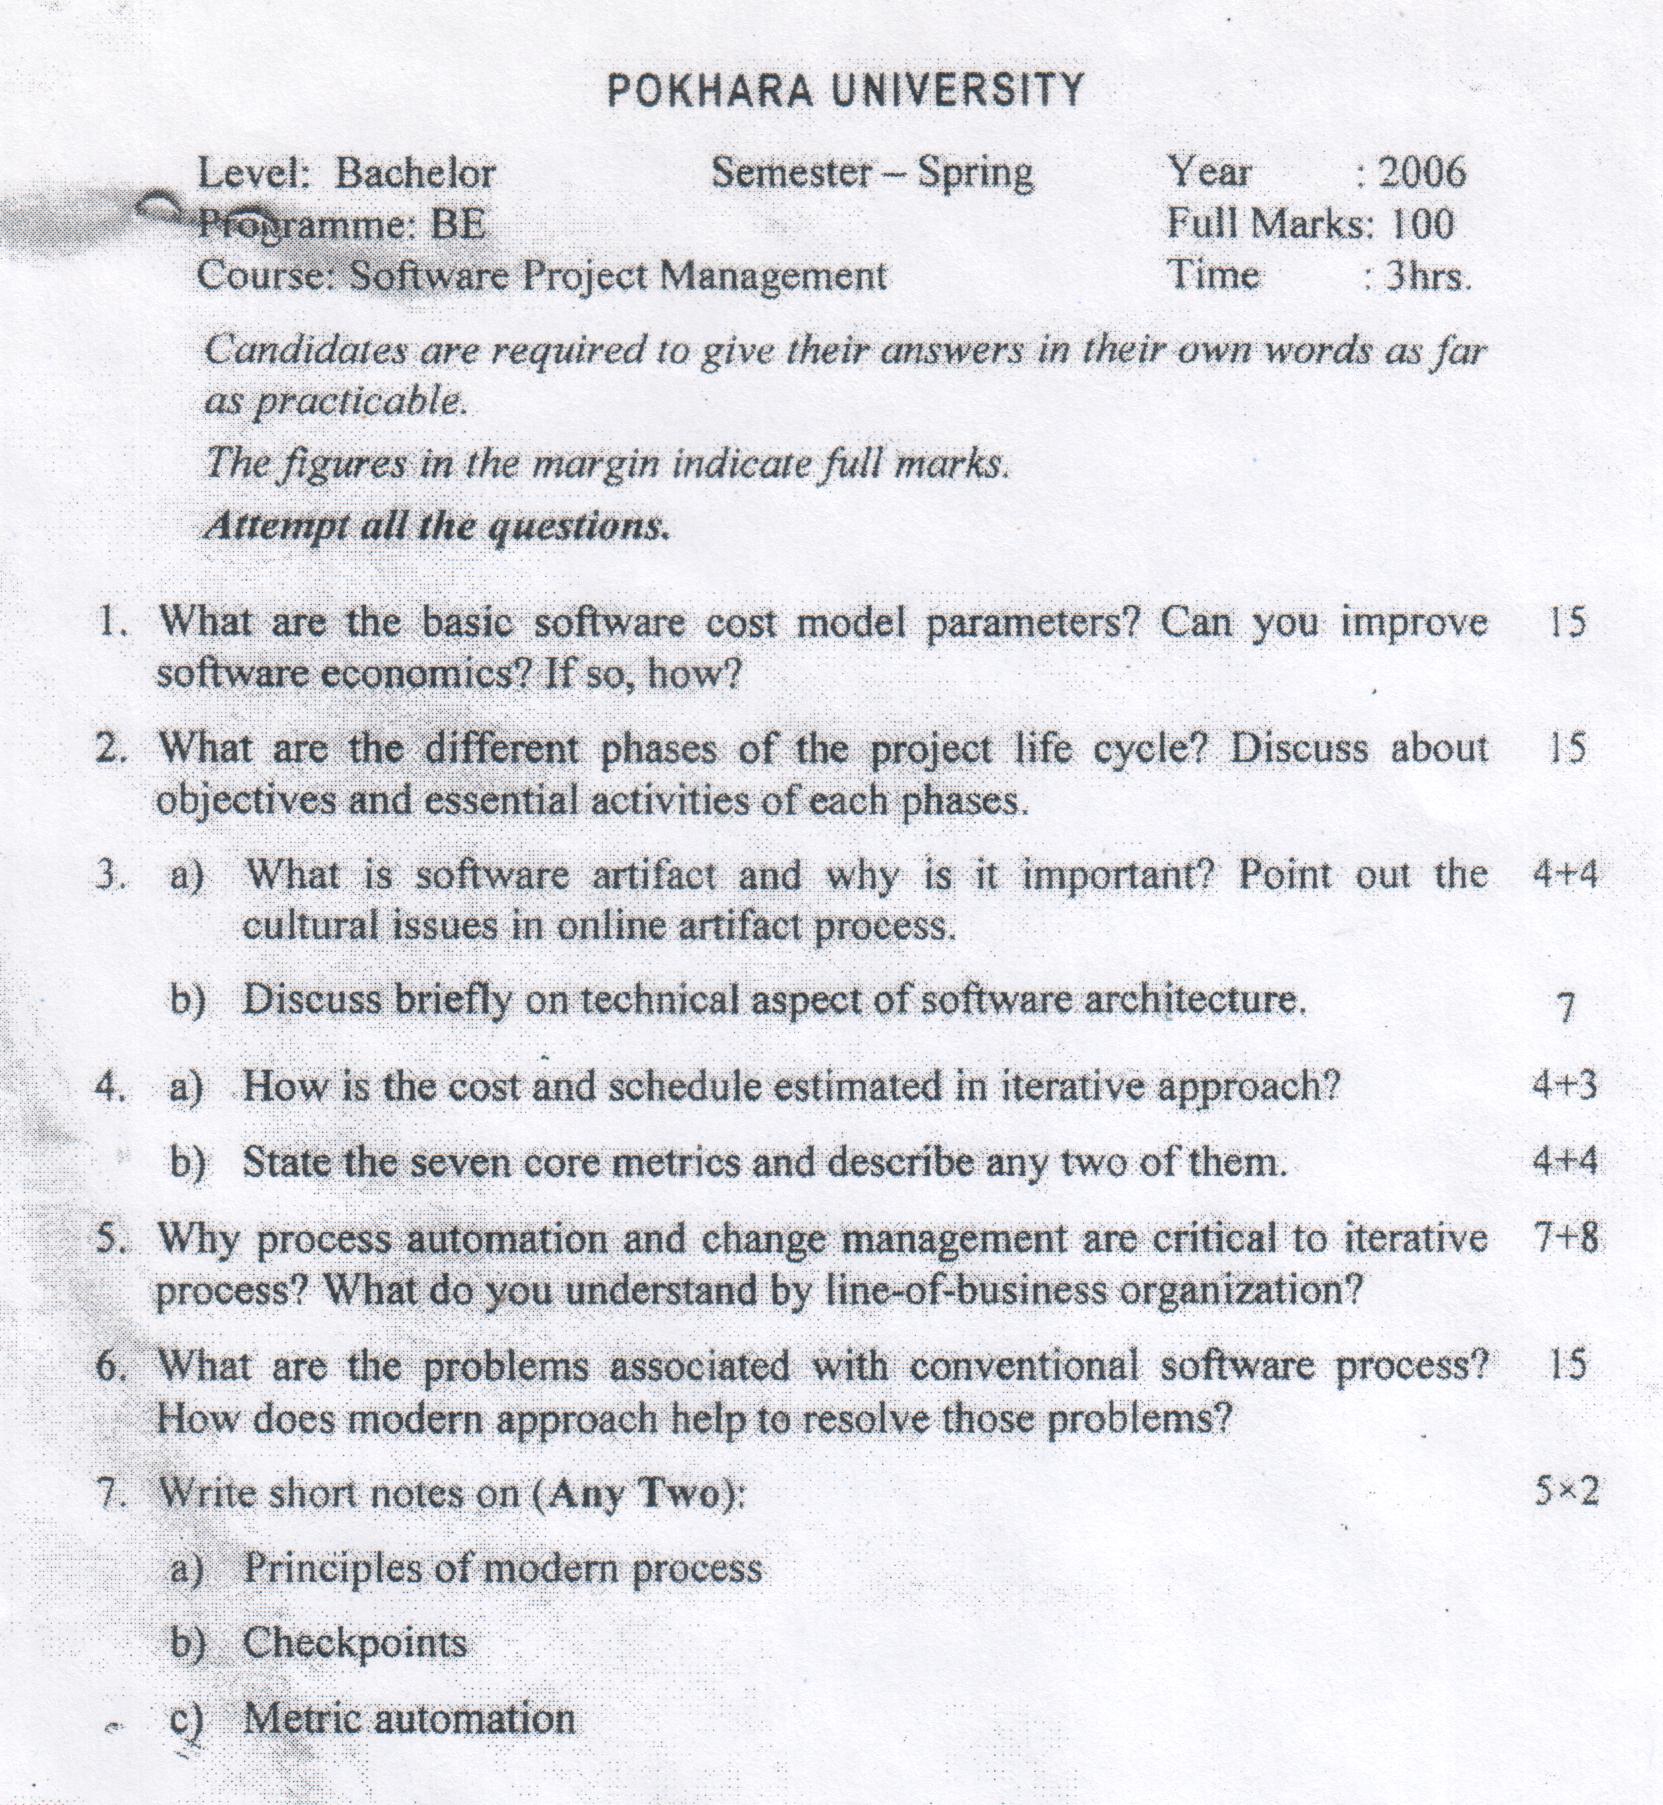 POKHARA UNIVERSITY
Level: Bachelor Semester – Spring Year : 2006
Programme: BE Full Marks: 100
Course: Software Project Management Time : 3hrs.
Candidates are required to give their answers in their own words as far
as practicable.
The figures in the margin indicate full marks.
Attempt all the questions.
1. What are the basic software cost model parameters? Can you improve 15
software economics? If so, how?
2. What are the different phases of the project life cycle? Discuss about 15
objectives and essential activities of each phases.
3. a) What is software artifact and why is it important? Point out the 4+4
cultural issues in online artifact process.
b) Discuss briefly on technical aspect of software architecture. 7
4. a) How is the cost and schedule estimated in iterative approach? 4+3
b) State the seven core metrics and describe any two of them. 4+4
5. Why process automation and change management are critical to iterative 7+8
process? What do you understand by line-of-business organization?
6. What are the problems associated with conventional software process? 15
How does modern approach help to resolve those problems?
7. Write short notes on (Any Two): 5×2
a) Principles of modern process
b) Checkpoints
c) Metric automation